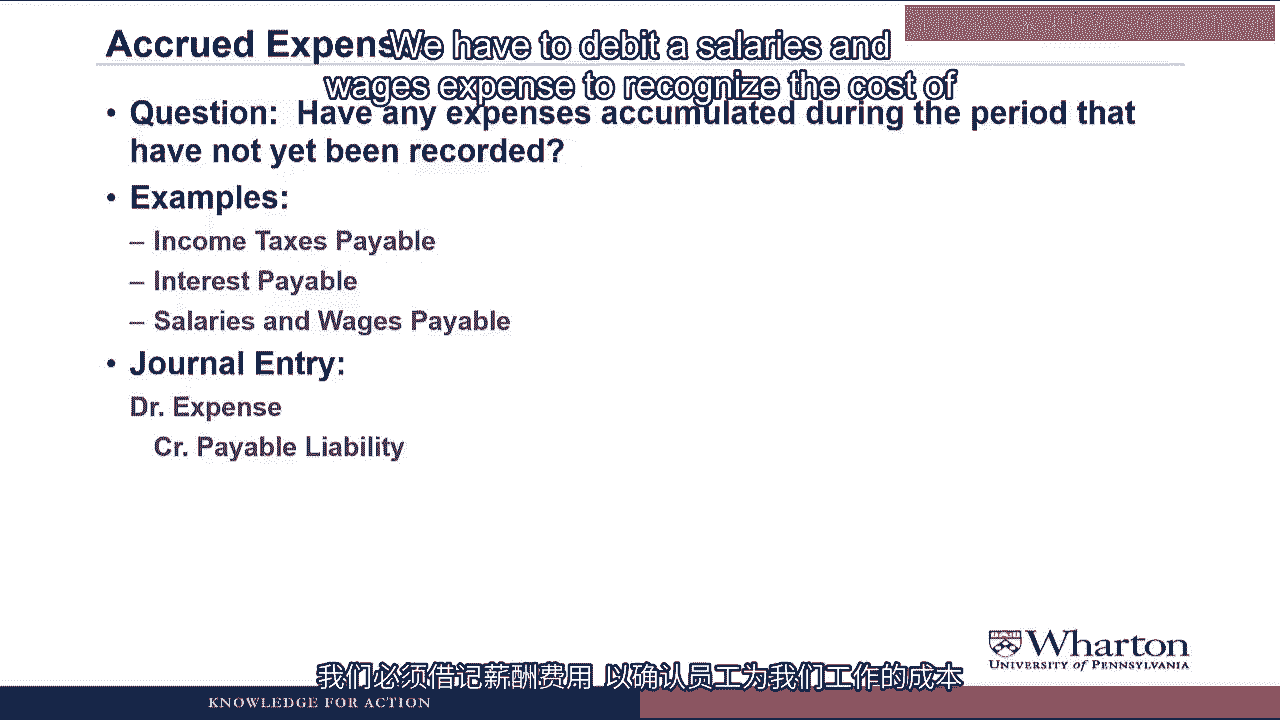 Accrued Expens
We have to debit a salaries and
wages expense to recognize the cost of
• Question: Have any expenses accumulated during the period that
have not yet been recorded?
• Examples:
– Income Taxes Payable
– Interest Payable
– Salaries and Wages Payable
• Journal Entry:
Dr. Expense
Cr. Payable Liability
Wharton
UNIVERSITY of PENNSYLVANIA
我们必须借记薪酬费用 以确认员工为我们工作的成本
KNOWLEDGE FOR ACTION